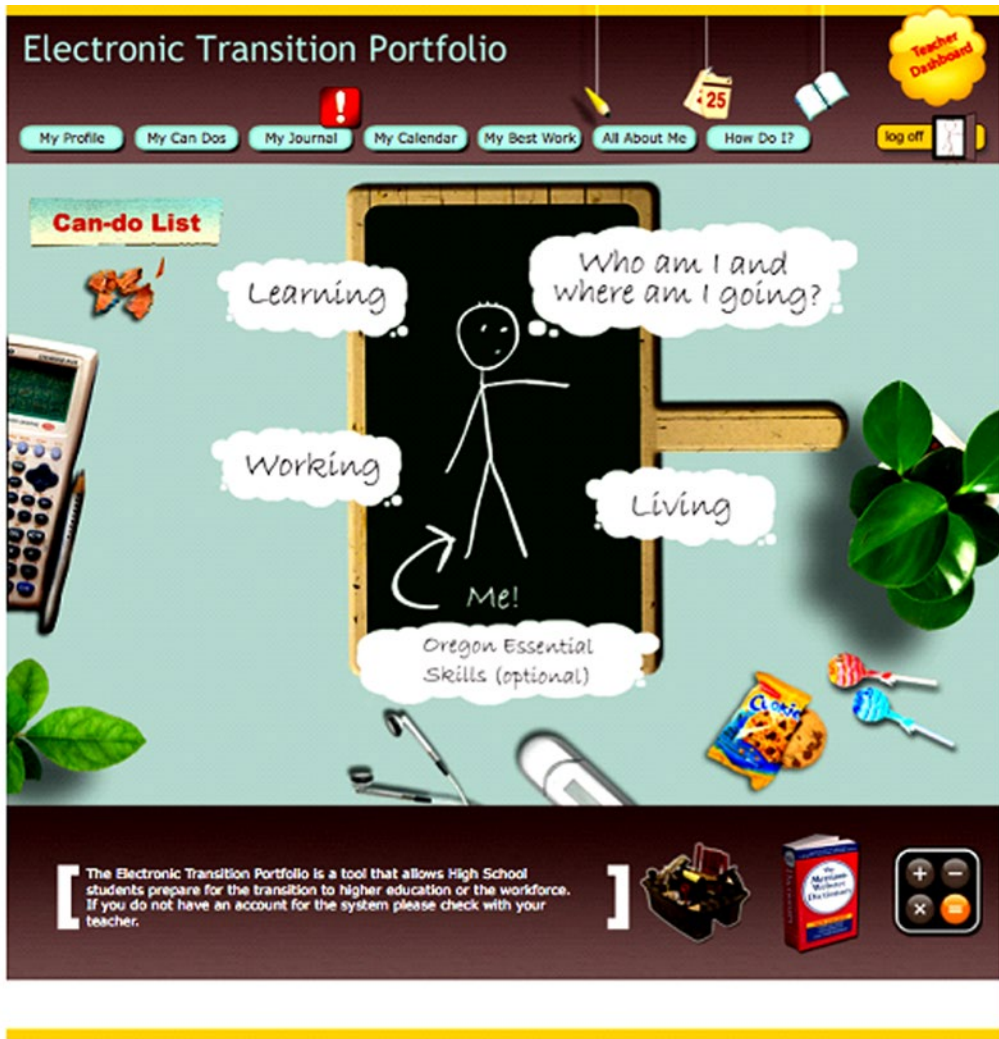 Electronic Transition Portfolio
Teacher
Dashboard
!
25
My Profile
My Can Dos
My Journal
My Calendar
My Best Work
All About Me
How Do I?
log off
Can-do List
Learning
Who am I and
where am I going?
Working
Living
Me!
Oregon Essential
Skills (optional)
Cookie
The Electronic Transition Portfolio is a tool that allows High School
students prepare for the transition to higher education or the workforce.
If you do not have an account for the system please check with your
teacher.
The
Merriam-
Webster
Dictionary
+ −
× =